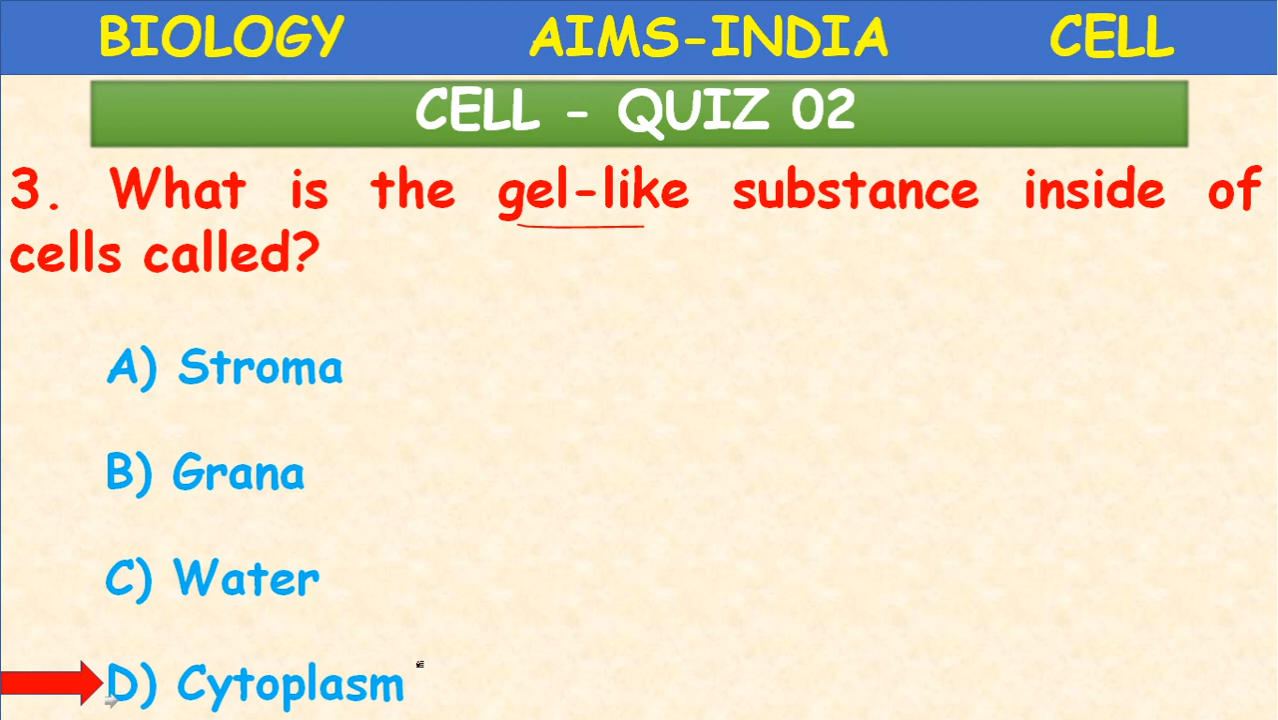 BIOLOGY AIMS-INDIA CELL
CELL - QUIZ 02
3. What is the gel-like substance inside of
cells called?
A) Stroma
B) Grana
C) Water
D) Cytoplasm